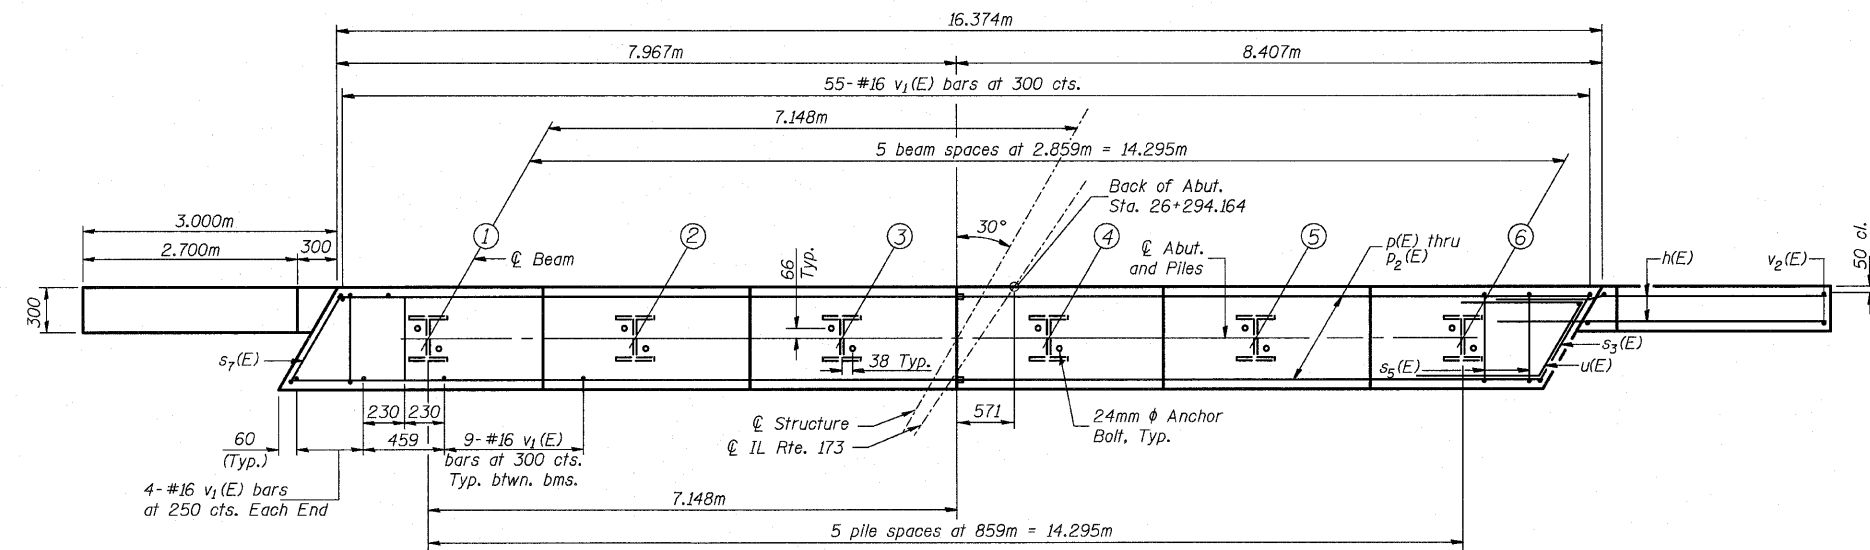 16.374m
7.967m
8.407m
55-#16 v₁(E) bars at 300 cts.
7.148m
5 beam spaces at 2.859m = 14.295m
Back of Abut.
Sta. 26+294.164
3.000m
2.700m
300
1
2
3
30°
4
5
6
℄ Beam
66
Typ.
℄ Abut.
and Piles
p(E) thru
p₂(E)
h(E)
v₂(E)
50 cl.
300
s₇(E)
38 Typ.
s₅(E)
s₃(E)
u(E)
230
230
459
60
(Typ.)
9-#16 v₁(E)
bars at 300 cts.
Typ. btwn. bms.
℄ Structure
℄ IL Rte. 173
571
24mm ϕ Anchor
Bolt, Typ.
4-#16 v₁(E) bars
at 250 cts. Each End
7.148m
5 pile spaces at 859m = 14.295m